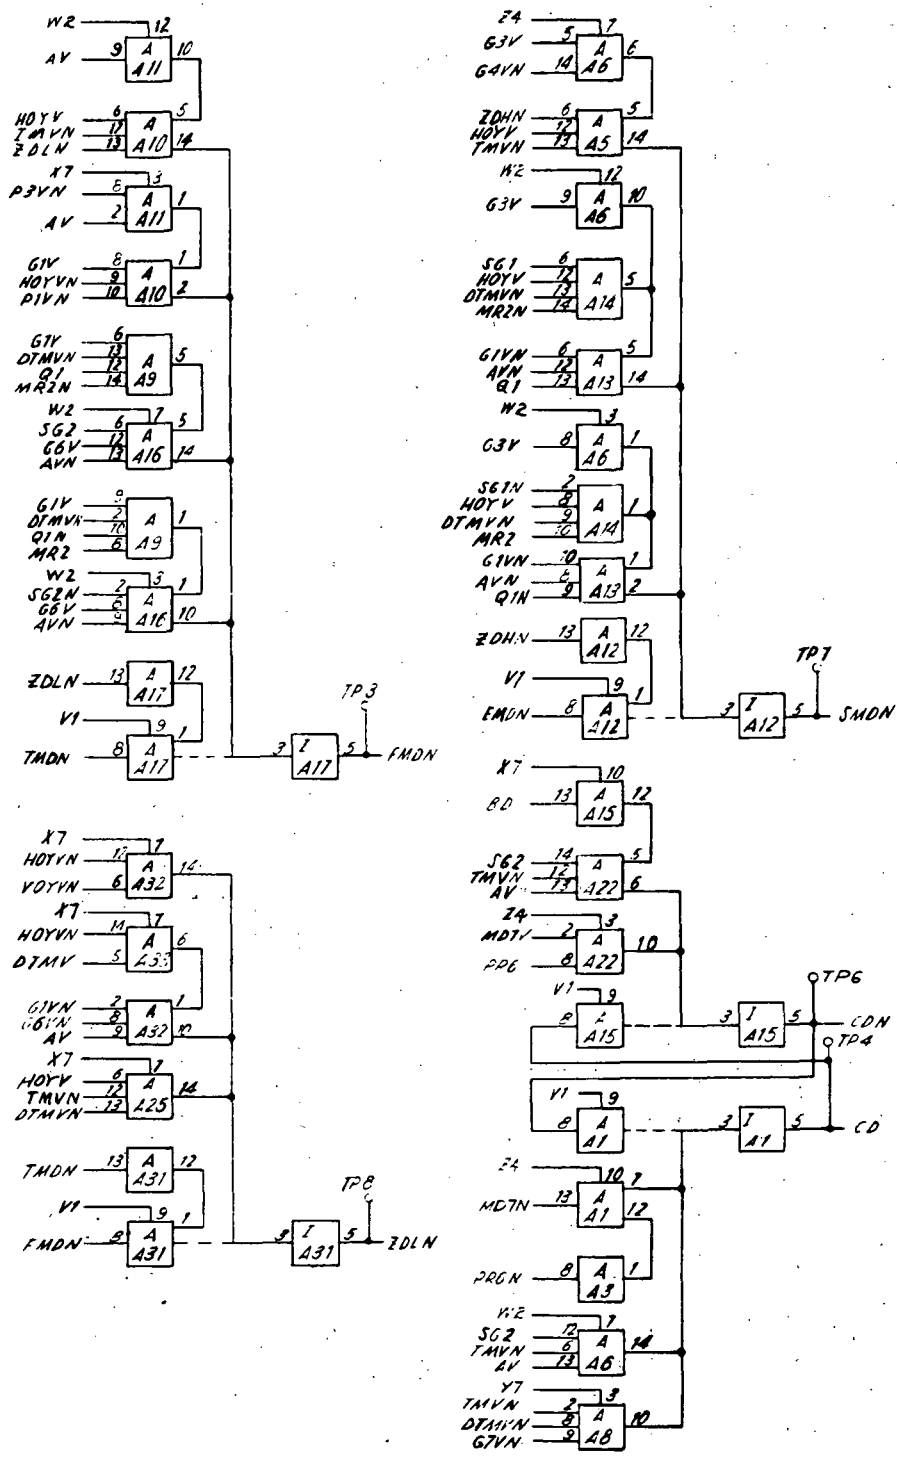 W2 12
AV 9 A 10
A11
HOYV 6 5
TMVN 12 A
ZDLN 13 A10 14
X7 3
P3VN 8 A 1
AV 2 A11
G1V 8 1
HOYVN 9 A
P1VN 10 A10 2
G1V 6
DTMVN 13 A 5
Q1 12
MR2N 14 A9
W2 7
SG2 6 A 5
G6V 12
AVN 13 A16 14
G1V 9
DTMVN 2 A 1
Q1N 10
MR2 6 A9
W2 3
SG2N 2 A 1
G6V 8
AVN 9 A16 10
ZDLN 13 A 12
A17
V1 9
A 1
TMDN 8 A17
3 I
A17 5
TP3
FMDN
X7 7
HOYVN 12 A 14
VOYVN 6 A32
X7 7
HOYVN 14 A 6
DTMV 5 A33
G1VN 2 A 1
G6VN 8
AV 9 A32 10
X7 7
HOYV 6 A
TMVN 12 14
DTMVN 13 A25
TMDN 13 A 12
A31
V1 9
A 1
FMDN 8 A31
3 I
A31 5
TP8
ZDLN
Z4 7
G3V 5 A 6
G4VN 14 A6
ZDHN 6 5
HOYV 12 A
TMVN 13 A5 14
W2 12
G3V 9 A 10
A6
SG1 6
HOYV 12 A 5
DTMVN 13
MR2N 14 A14
G1VN 6 5
AVN 12 A
Q1 13 A13 14
W2 3
G3V 8 A 1
A6
SG1N 2
HOYV 8 A 1
DTMVN 9
MR2 10 A14
G1VN 10 1
AVN 8 A
Q1N 9 A13 2
ZDHN 13 A 12
A12
V1 9
A 1
EMDN 8 A12
3 I
A12 5
TP7
SMDN
X7 10
BD 13 A 12
A15
SG2 14 5
TMVN 12 A
AV 13 A22 6
Z4 3
MD7V 2 A 10
PP6 8 A22
V1 9
8 A
A15
3 I
A15 5
TP6
CDN
TP4
V1 9
8 A
A1
3 I
A1 5
CD
Z4 10
7
MD7N 13 A
A1 12
PRGN 8 A 1
A3
W2 7
SG2 12 A
TMVN 6 14
AV 13 A6
Y7 3
TMVN 2 A
DTMVN 8 10
G7VN 9 A8